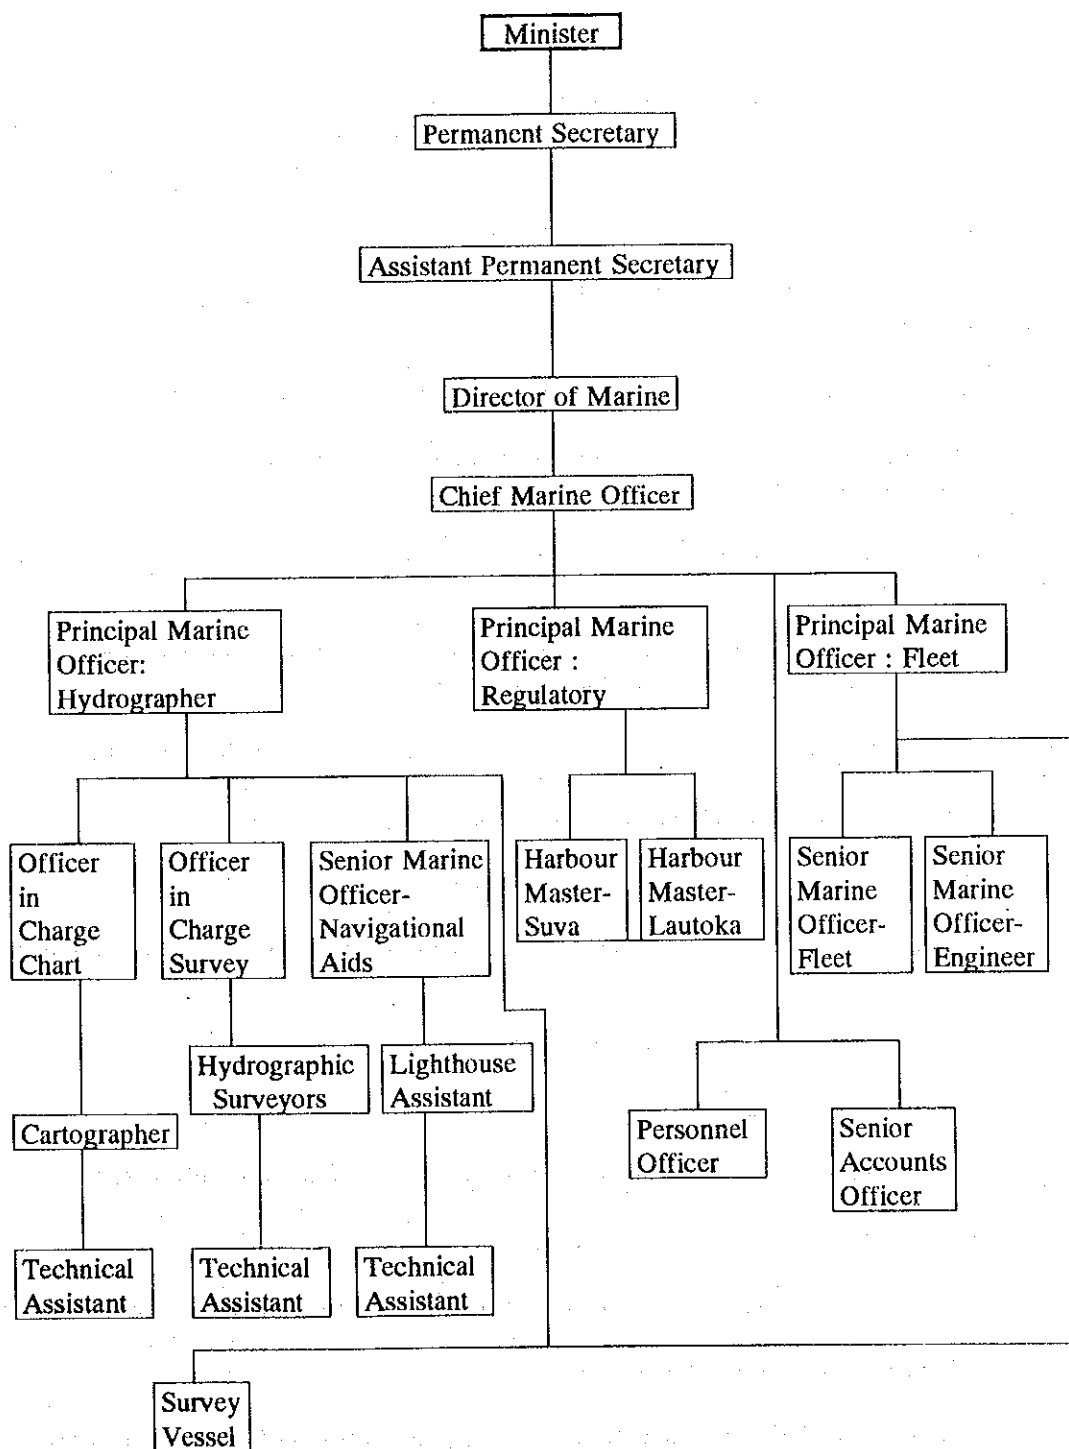 Minister
Permanent Secretary
Assistant Permanent Secretary
Director of Marine
Chief Marine Officer
Principal Marine
Officer:
Hydrographer
Principal Marine
Officer :
Regulatory
Principal Marine
Officer : Fleet
Officer
in
Charge
Chart
Officer
in
Charge
Survey
Senior Marine
Officer-
Navigational
Aids
Harbour
Master-
Suva
Harbour
Master-
Lautoka
Senior
Marine
Officer-
Fleet
Senior
Marine
Officer-
Engineer
Hydrographic
Surveyors
Lighthouse
Assistant
Cartographer
Personnel
Officer
Senior
Accounts
Officer
Technical
Assistant
Technical
Assistant
Technical
Assistant
Survey
Vessel